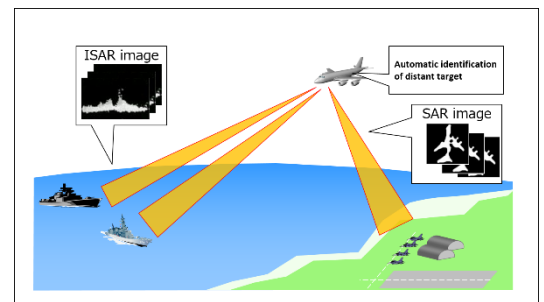 ISAR image
Automatic identification
of distant target
SAR image